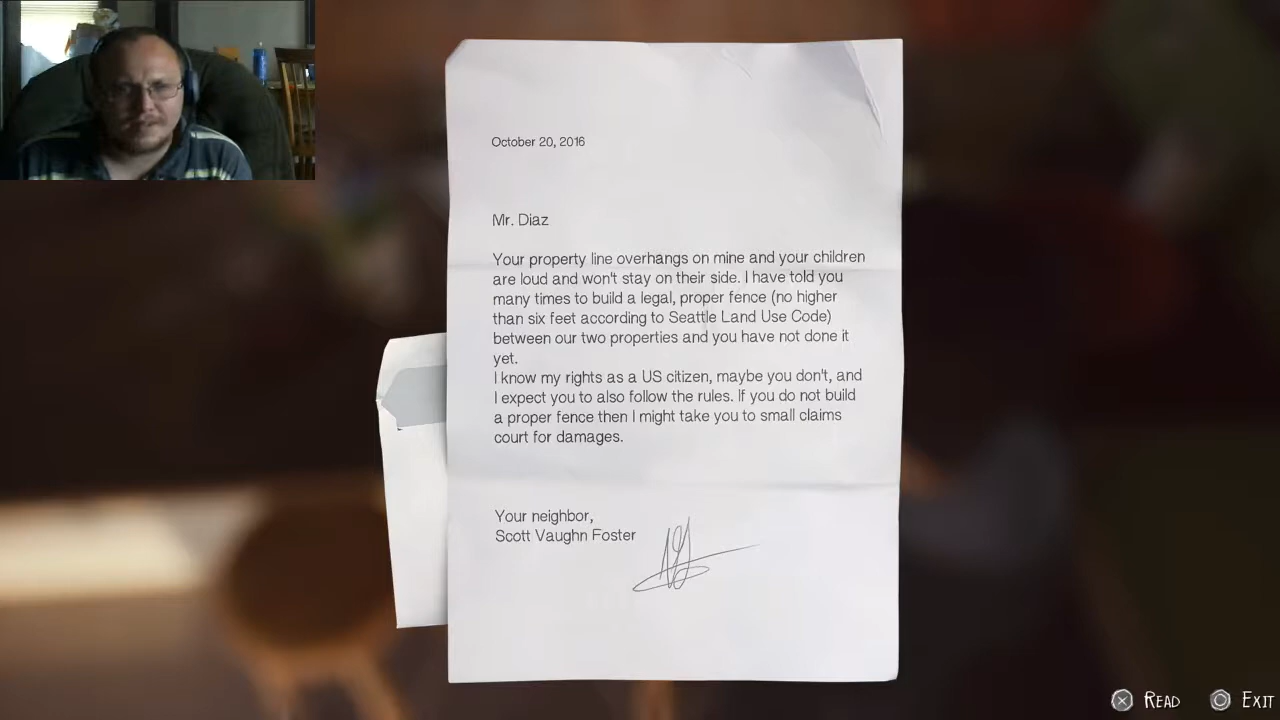 October 20, 2016
Mr. Diaz
Your property line overhangs on mine and your children
are loud and won't stay on their side. I have told you
many times to build a legal, proper fence (no higher
than six feet according to Seattle Land Use Code)
between our two properties and you have not done it
yet.
I know my rights as a US citizen, maybe you don't, and
I expect you to also follow the rules. If you do not build
a proper fence then I might take you to small claims
court for damages.
Your neighbor,
Scott Vaughn Foster
READ EXIT